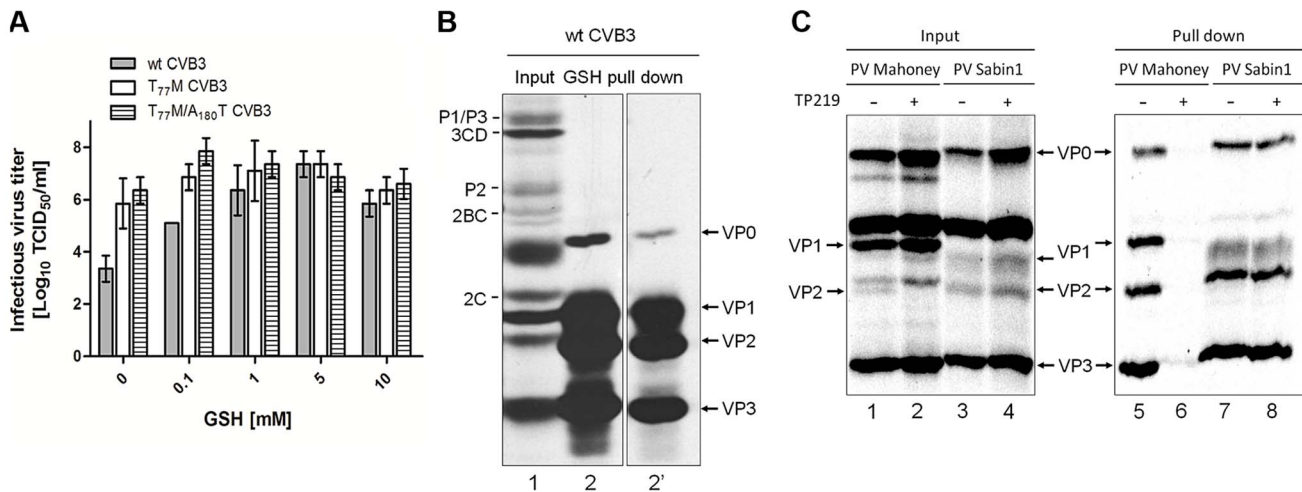 A
wt CVB3
T77M CVB3
T77M/A180T CVB3
Infectious virus titer
[Log10 TCID50/ml]
8
6
4
2
0
0
0.1
1
5
10
GSH [mM]
B
wt CVB3
Input GSH pull down
P1/P3
3CD
P2
2BC
2C
VP0
VP1
VP2
VP3
1 2 2'
C
Input Pull down
PV Mahoney PV Sabin1 PV Mahoney PV Sabin1
TP219 - + - + - + - +
VP0
VP1 VP1
VP2 VP2
VP3
1 2 3 4 5 6 7 8